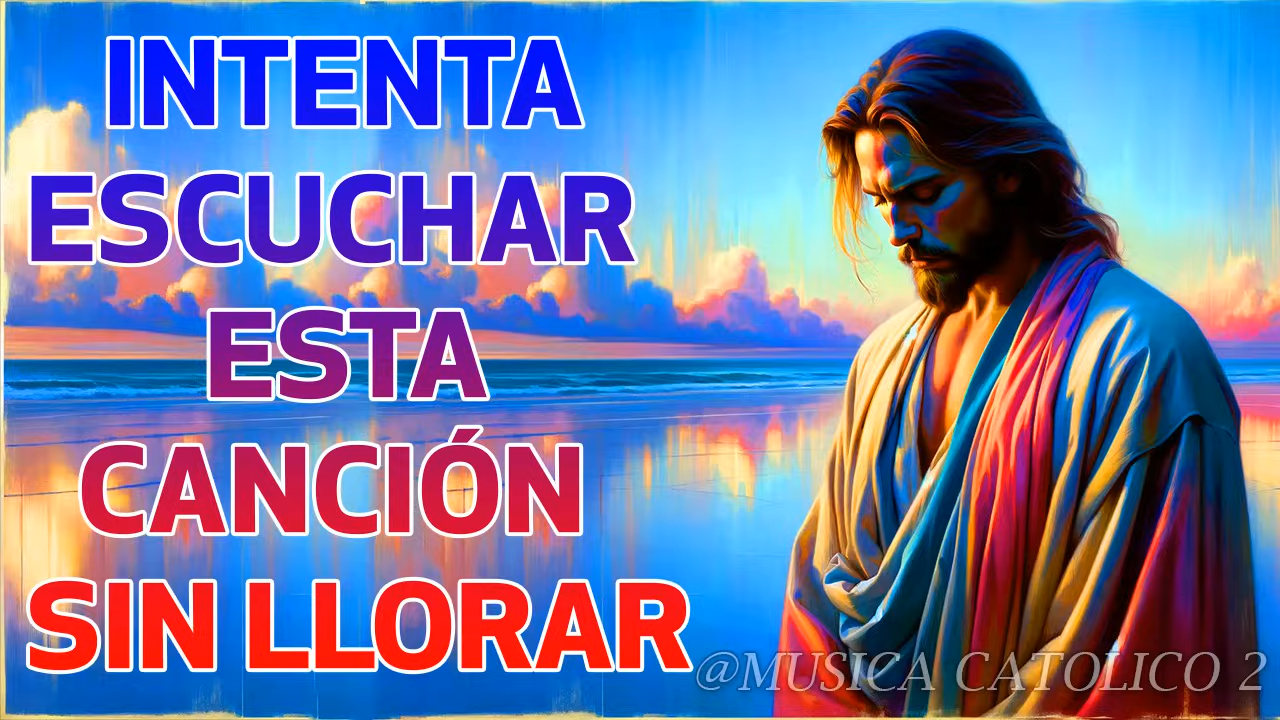 INTENTA
ESCUCHAR
ESTA
CANCIÓN
SIN LLORAR
@MUSICA CATOLICO 2